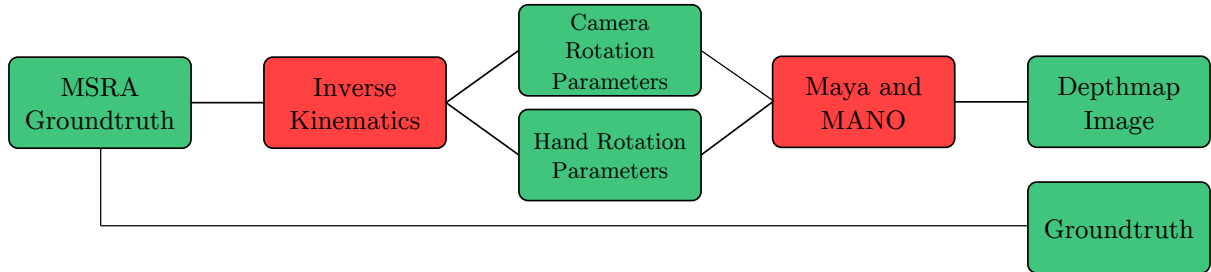 MSRA
Groundtruth
Inverse
Kinematics
Camera
Rotation
Parameters
Hand Rotation
Parameters
Maya and
MANO
Depthmap
Image
Groundtruth